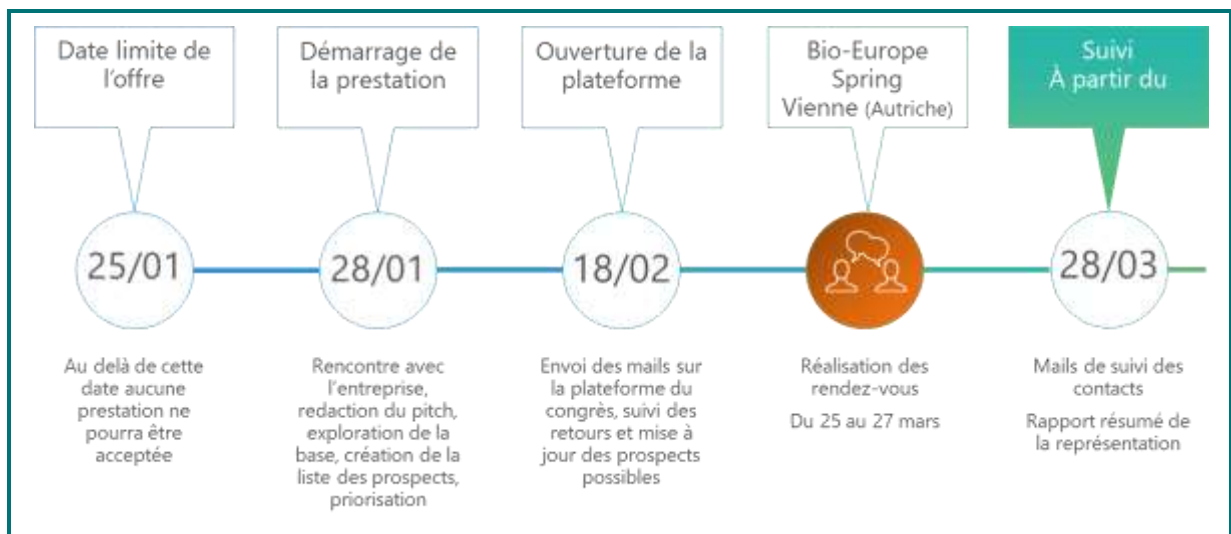 Date limite de
l'offre
Démarrage de
la prestation
Ouverture de la
plateforme
Bio-Europe
Spring
Vienne (Autriche)
Suivi
À partir du
25/01
28/01
18/02
28/03
Au delà de cette
date aucune
prestation ne
pourra être
acceptée
Rencontre avec
l'entreprise,
redaction du pitch,
exploration de la
base, création de la
liste des prospects,
priorisation
Envoi des mails sur
la plateforme du
congrès, suivi des
retours et mise à
jour des prospects
possibles
Réalisation des
rendez-vous
Du 25 au 27 mars
Mails de suivi des
contacts
Rapport résumé de
la représentation